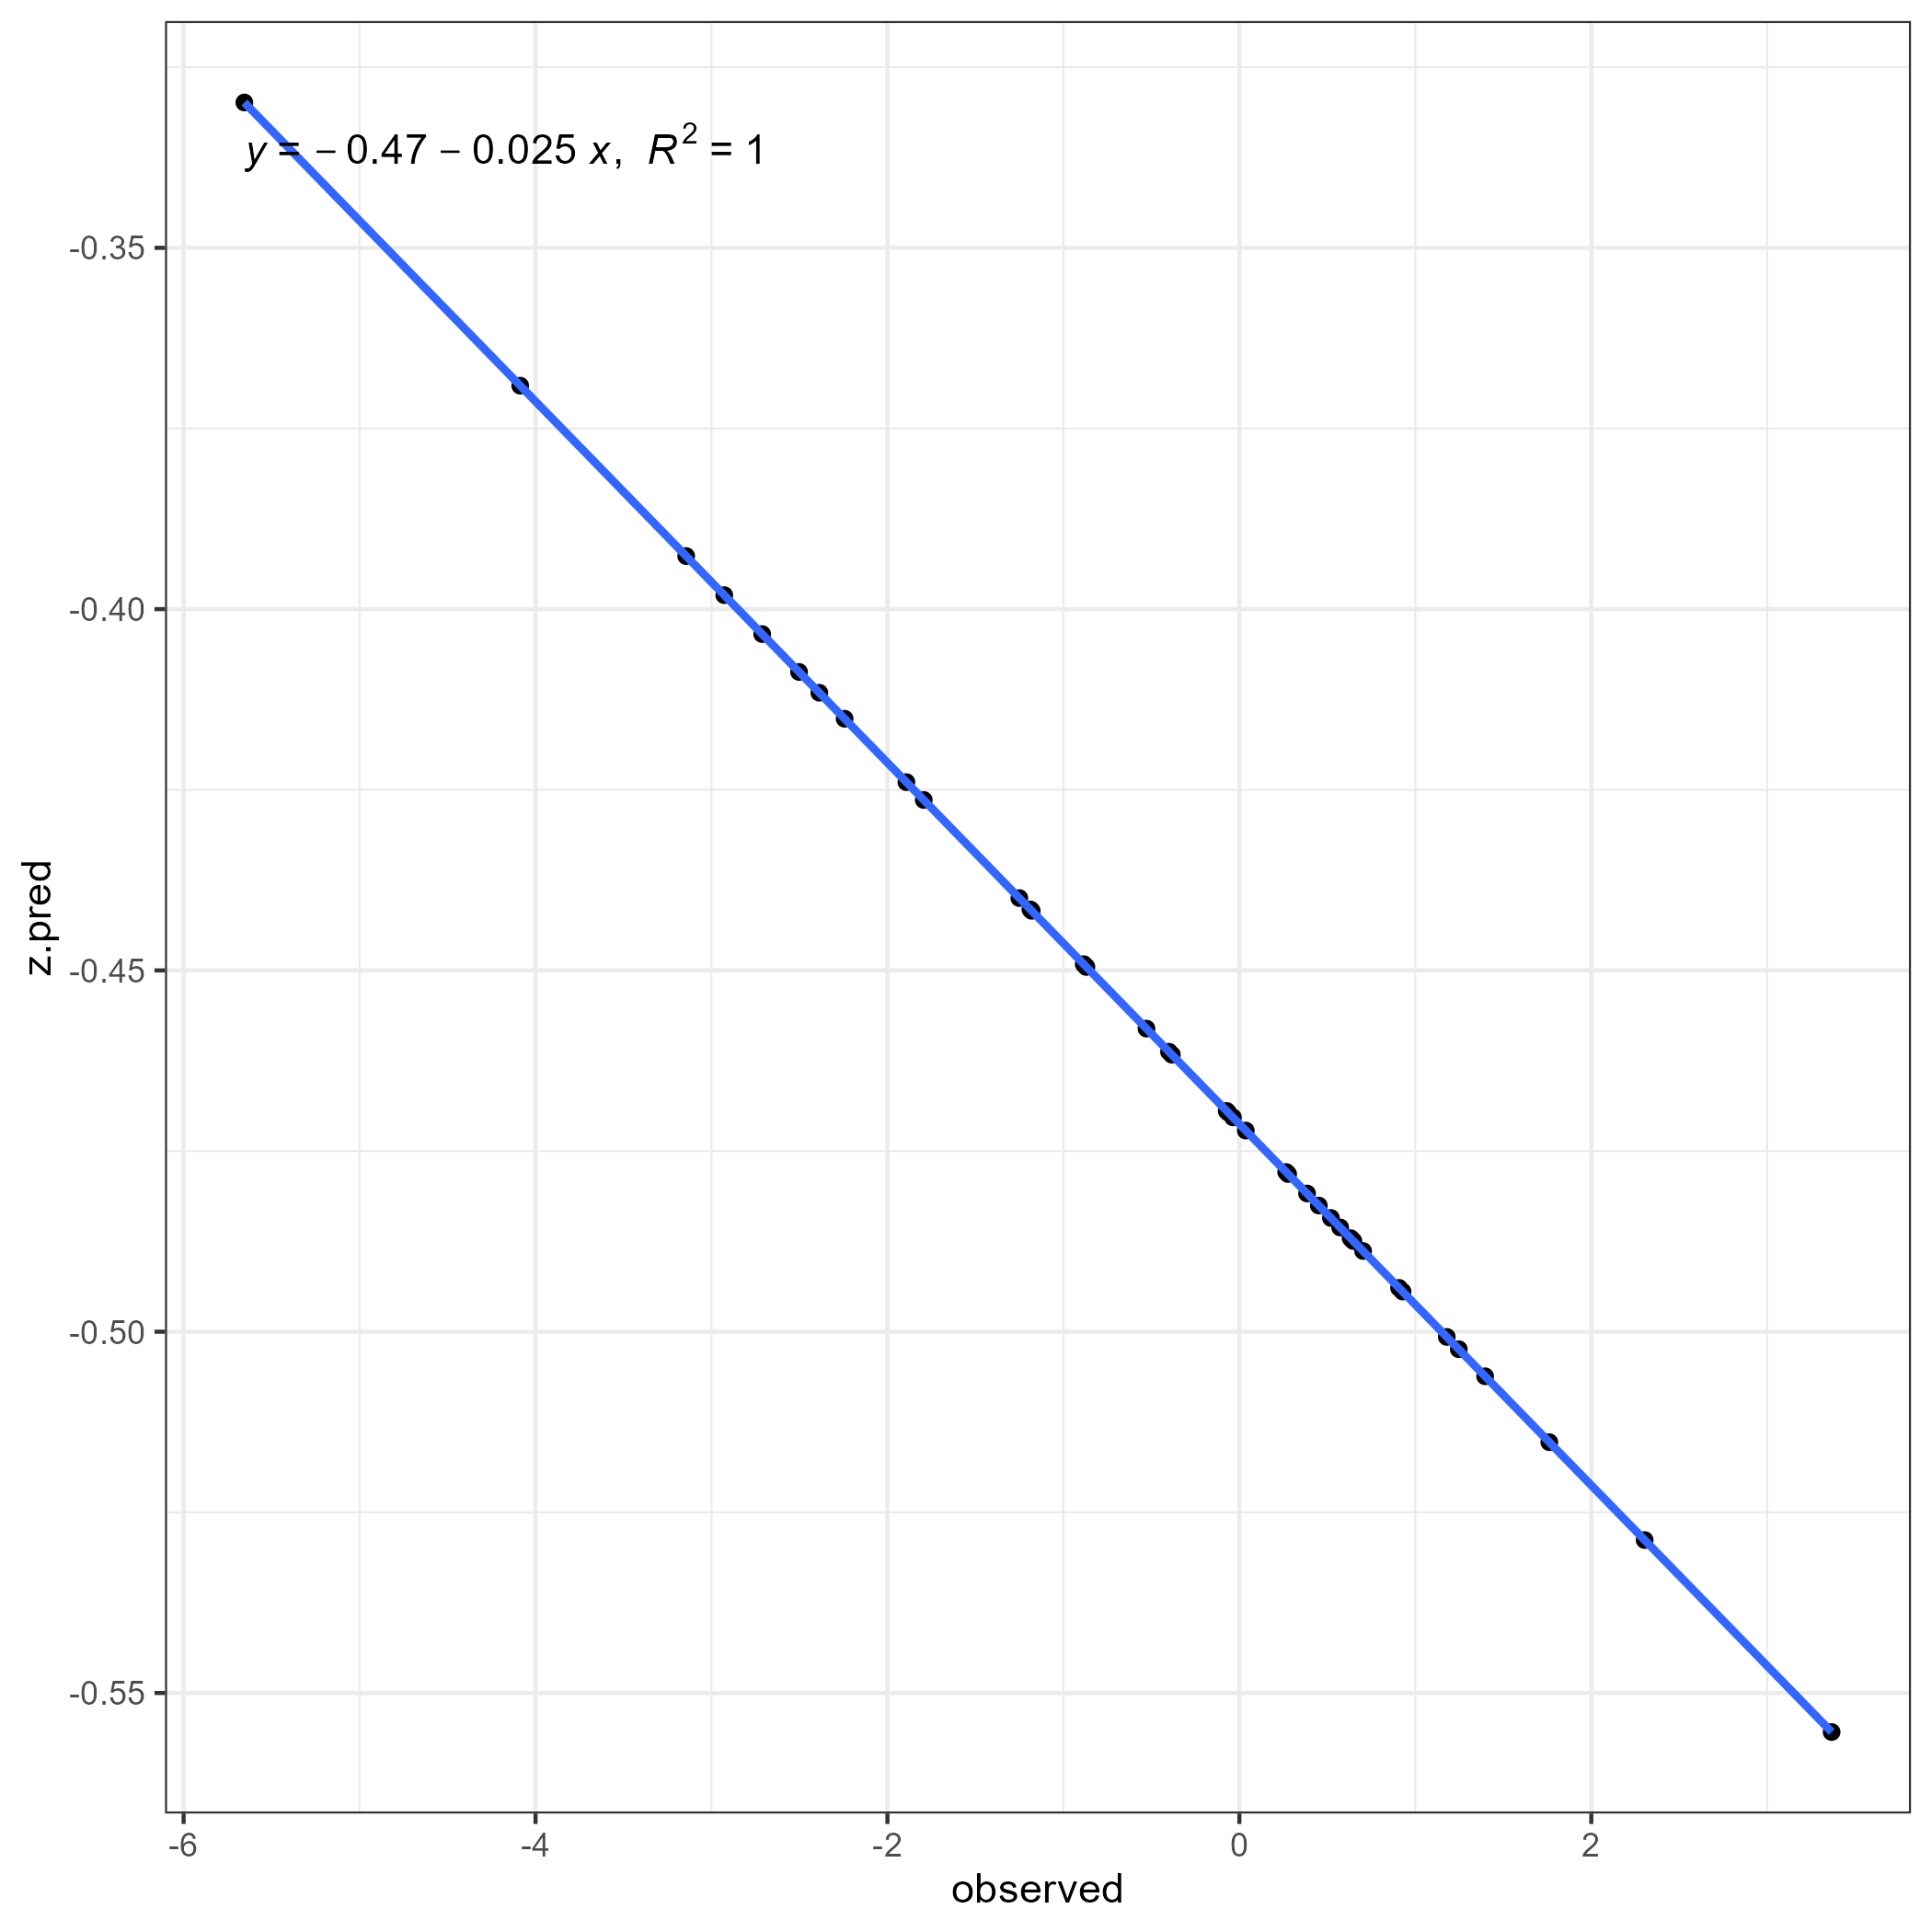 y = − 0.47 − 0.025 x, R² = 1
-0.35
-0.40
-0.45
-0.50
-0.55
z.pred
-6 -4 -2 0 2
observed